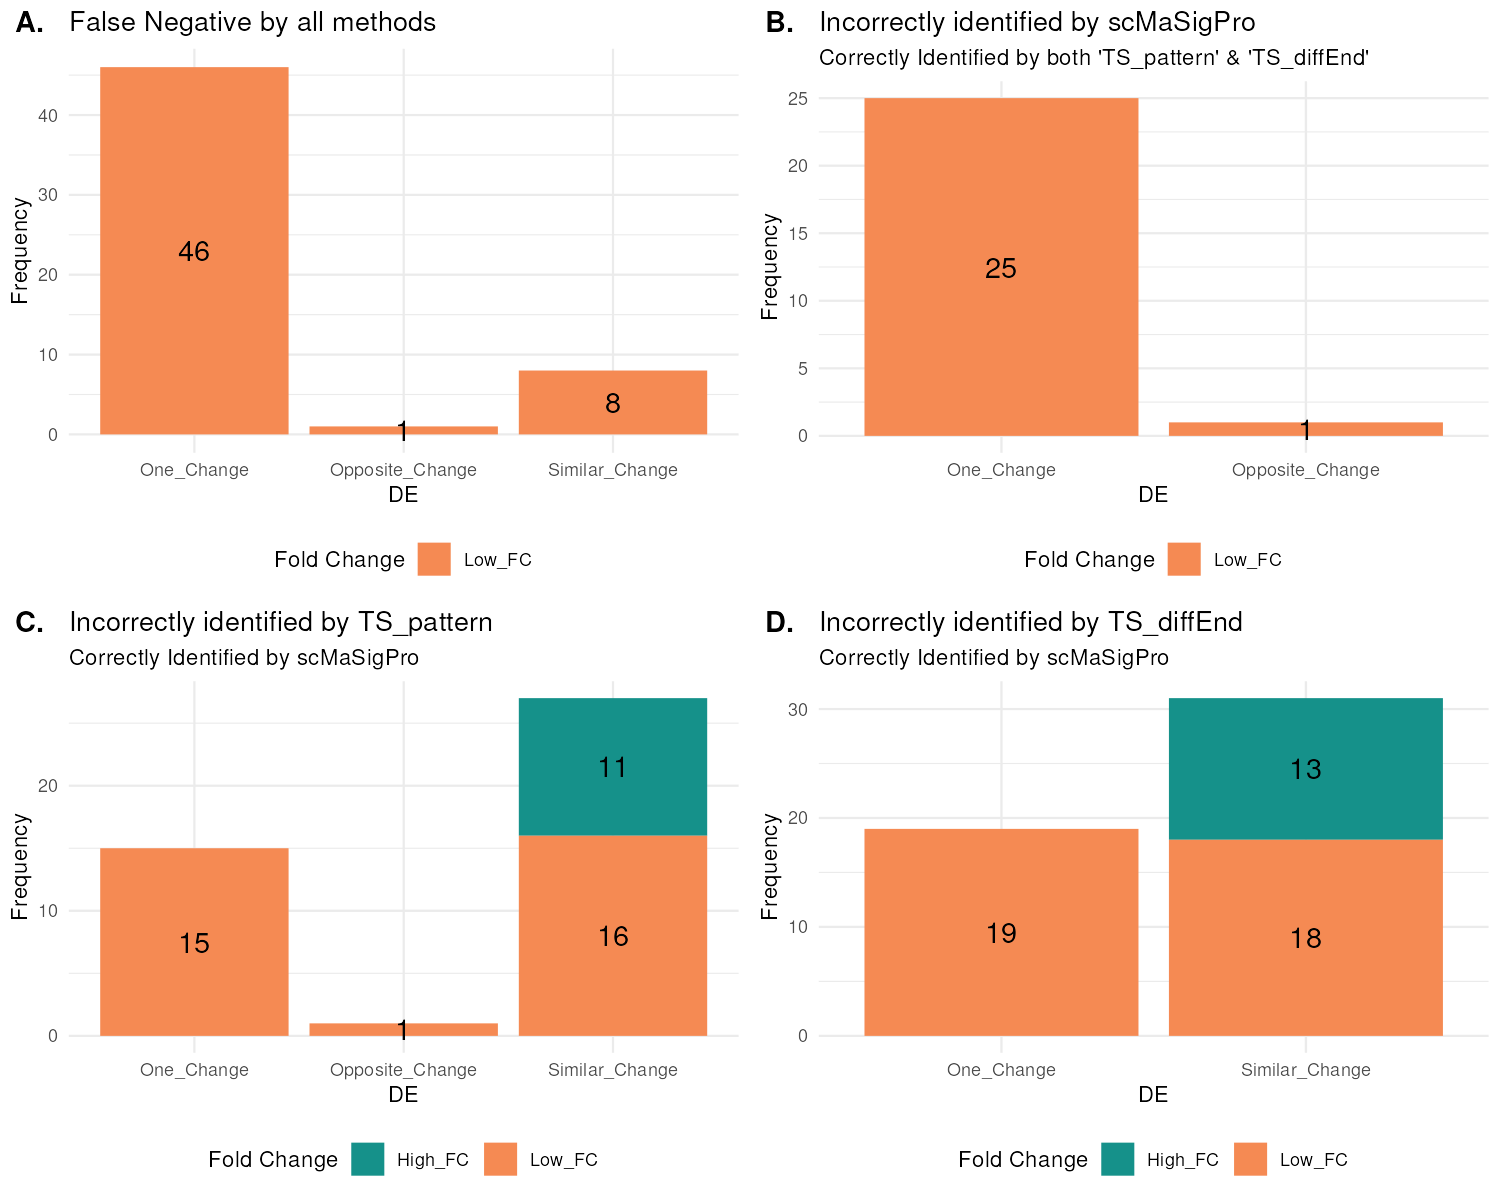 A. False Negative by all methods
Frequency
40
30
20
10
0
46
1
8
One_Change Opposite_Change Similar_Change
DE
Fold Change Low_FC
B. Incorrectly identified by scMaSigPro
Correctly Identified by both 'TS_pattern' & 'TS_diffEnd'
Frequency
25
20
15
10
5
0
25
1
One_Change Opposite_Change
DE
Fold Change Low_FC
C. Incorrectly identified by TS_pattern
Correctly Identified by scMaSigPro
Frequency
20
10
0
15
1
11
16
One_Change Opposite_Change Similar_Change
DE
Fold Change High_FC Low_FC
D. Incorrectly identified by TS_diffEnd
Correctly Identified by scMaSigPro
Frequency
30
20
10
0
19
13
18
One_Change Similar_Change
DE
Fold Change High_FC Low_FC